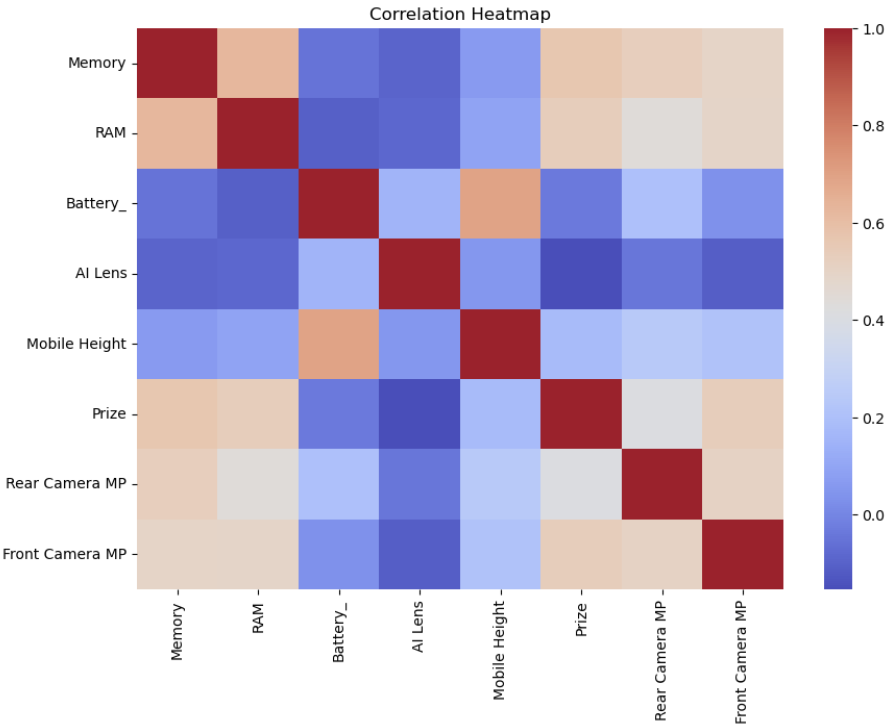 Correlation Heatmap
Memory
RAM
Battery_
AI Lens
Mobile Height
Prize
Rear Camera MP
Front Camera MP
Memory
RAM
Battery_
AI Lens
Mobile Height
Prize
Rear Camera MP
Front Camera MP
1.0
0.8
0.6
0.4
0.2
0.0